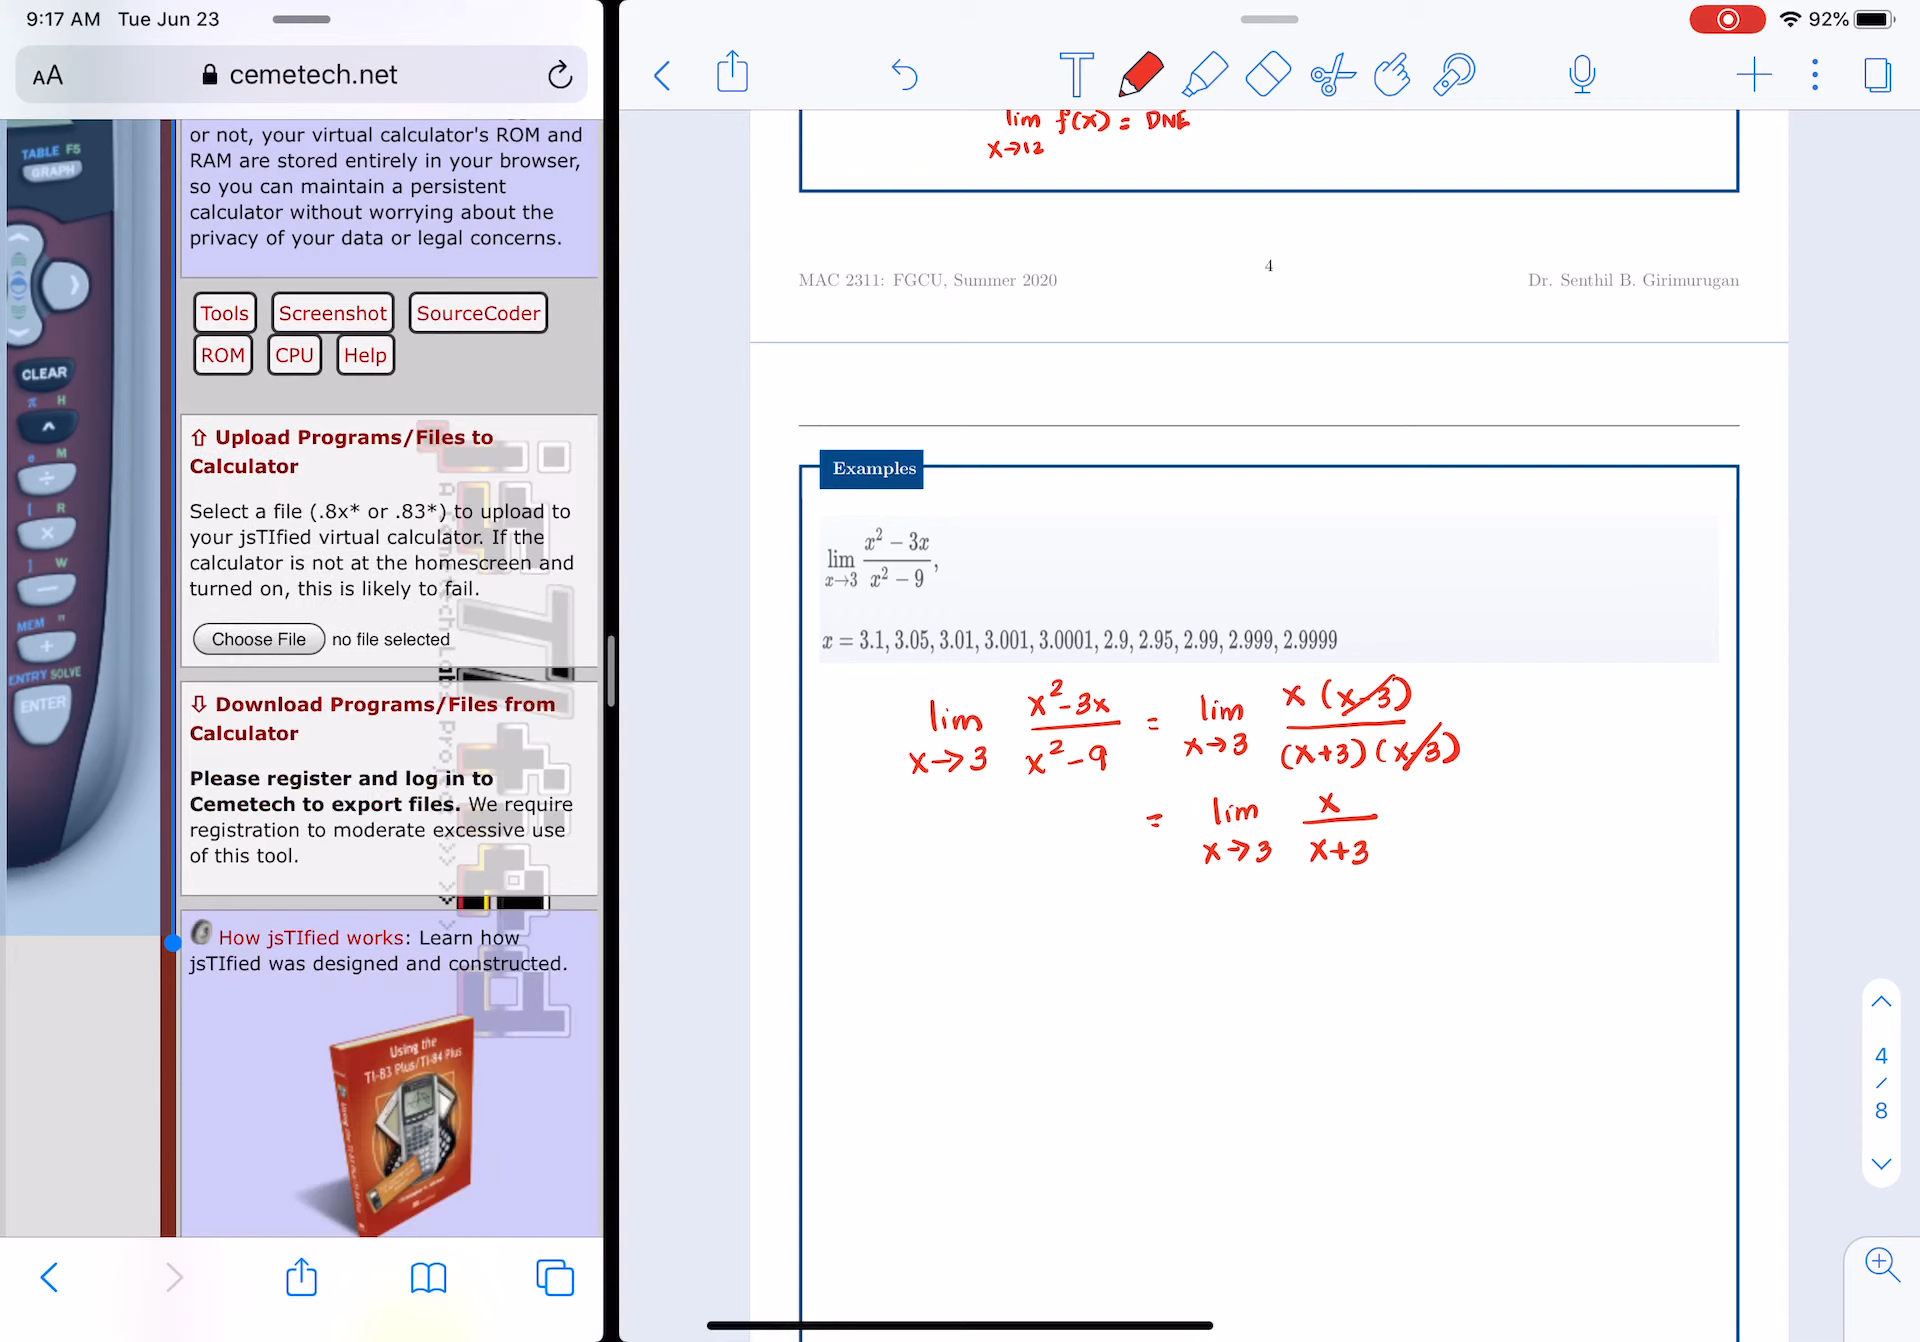 9:17 AM Tue Jun 23
92%
AA cemetech.net
TABLE F5
GRAPH
CLEAR
π H
^
e M
÷
[ R
×
] W
−
MEM "
+
ENTRY SOLVE
ENTER
or not, your virtual calculator's ROM and
RAM are stored entirely in your browser,
so you can maintain a persistent
calculator without worrying about the
privacy of your data or legal concerns.
Tools Screenshot SourceCoder
ROM CPU Help
⇧ Upload Programs/Files to
Calculator
Select a file (.8x* or .83*) to upload to
your jsTIfied virtual calculator. If the
calculator is not at the homescreen and
turned on, this is likely to fail.
Choose File no file selected
⇩ Download Programs/Files from
Calculator
Please register and log in to
Cemetech to export files. We require
registration to moderate excessive use
of this tool.
How jsTIfied works: Learn how
jsTIfied was designed and constructed.
Using the
TI-83 Plus/TI-84 Plus
lim f(x) = DNE
x→12
4
MAC 2311: FGCU, Summer 2020 Dr. Senthil B. Girimurugan
Examples
lim x→3 (x² − 3x)/(x² − 9),
x = 3.1, 3.05, 3.01, 3.001, 3.0001, 2.9, 2.95, 2.99, 2.999, 2.9999
lim x→3 (x²-3x)/(x²-9) = lim x→3 x(x-3)/((x+3)(x-3))
= lim x→3 x/(x+3)
4
/
8